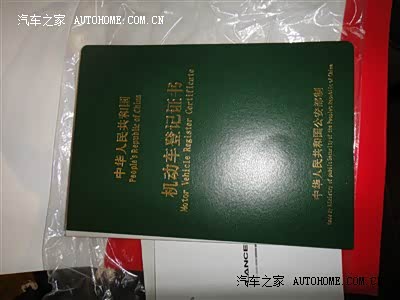 汽车之家 AUTOHOME.COM.CN
中华人民共和国
People's Republic of China
机动车登记证书
Motor Vehicle Register Certificate
中华人民共和国公安部制
ANCE
汽车之家 AUTOHOME.COM.CN